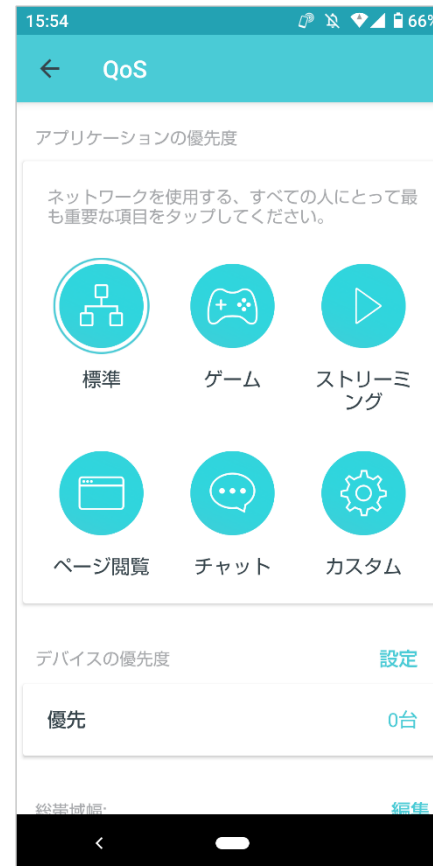 15:54
66%
QoS
アプリケーションの優先度
ネットワークを使用する、すべての人にとって最
も重要な項目をタップしてください。
標準
ゲーム
ストリーミ
ング
ページ閲覧
チャット
カスタム
デバイスの優先度
設定
優先
0台
総帯域幅:
編集